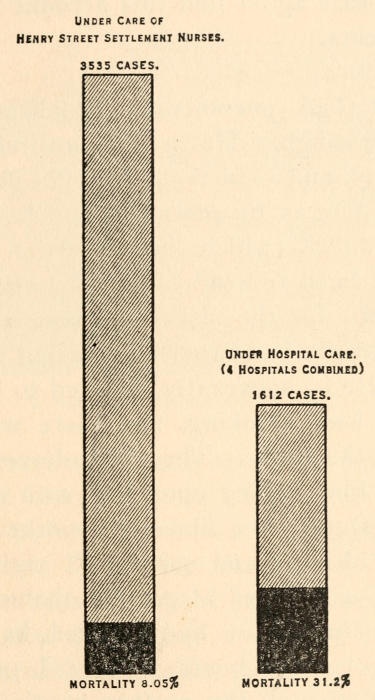 UNDER CARE OF
HENRY STREET SETTLEMENT NURSES.
3535 CASES.
UNDER HOSPITAL CARE.
(4 HOSPITALS COMBINED)
1612 CASES.
MORTALITY 8.05%
MORTALITY 31.2%